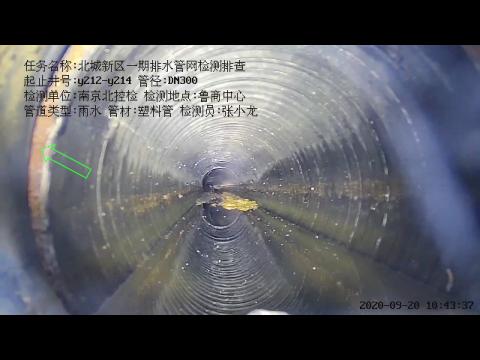 任务名称:北城新区一期排水管网检测排查
起止井号:y212-y214 管径:DN300
检测单位:南京北控检 检测地点:鲁商中心
管道类型:雨水 管材:塑料管 检测员:张小龙
2020-09-20 10:43:37